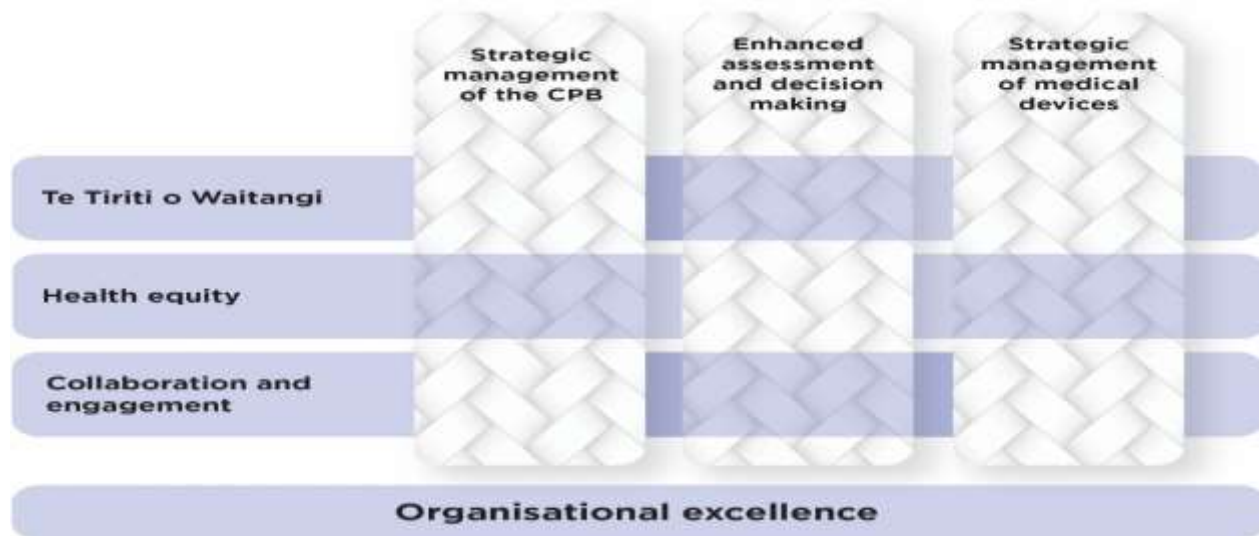 Strategic
management
of the CPB
Enhanced
assessment
and decision
making
Strategic
management
of medical
devices
Te Tiriti o Waitangi
Health equity
Collaboration and
engagement
Organisational excellence